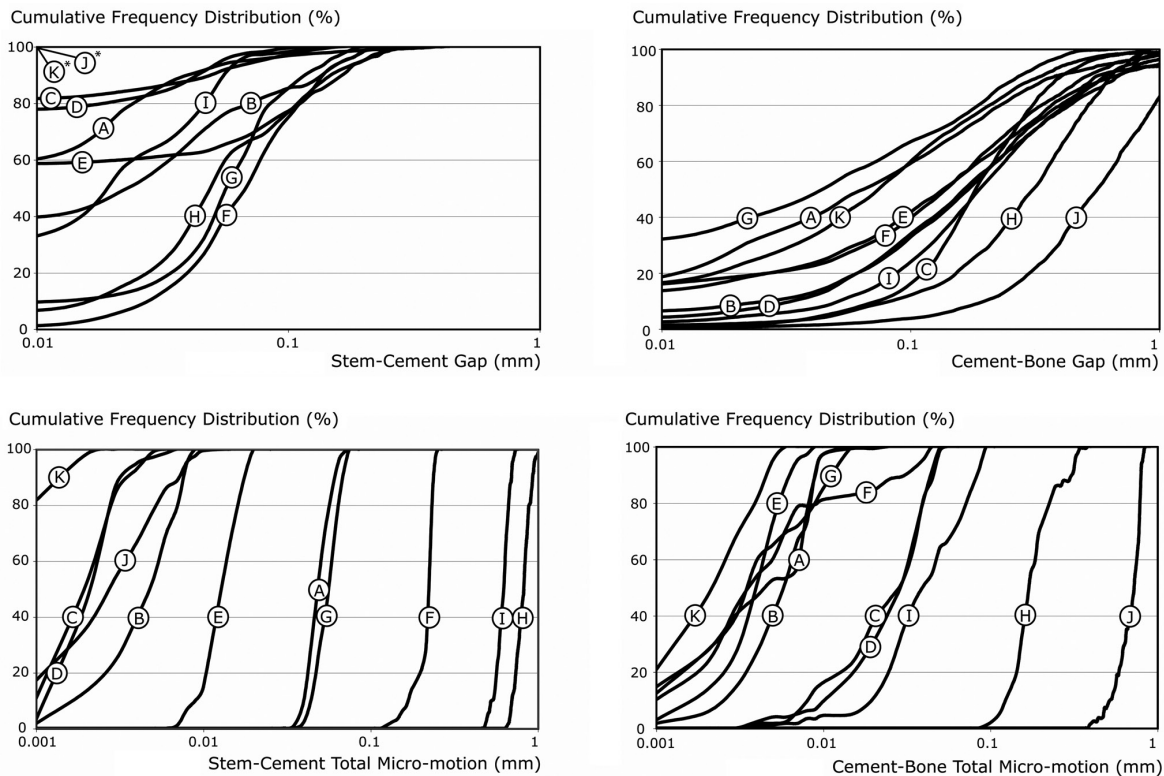 Cumulative Frequency Distribution (%)
100
80
60
40
20
0
K* J*
C D A E I B G H F
0.01 0.1 1
Stem-Cement Gap (mm)
Cumulative Frequency Distribution (%)
100
80
60
40
20
0
G A K E F H J I C B D
0.01 0.1 1
Cement-Bone Gap (mm)
Cumulative Frequency Distribution (%)
100
80
60
40
20
0
K J C B E A G F I H D
0.001 0.01 0.1 1
Stem-Cement Total Micro-motion (mm)
Cumulative Frequency Distribution (%)
100
80
60
40
20
0
G F E A K B C I H J D
0.001 0.01 0.1 1
Cement-Bone Total Micro-motion (mm)